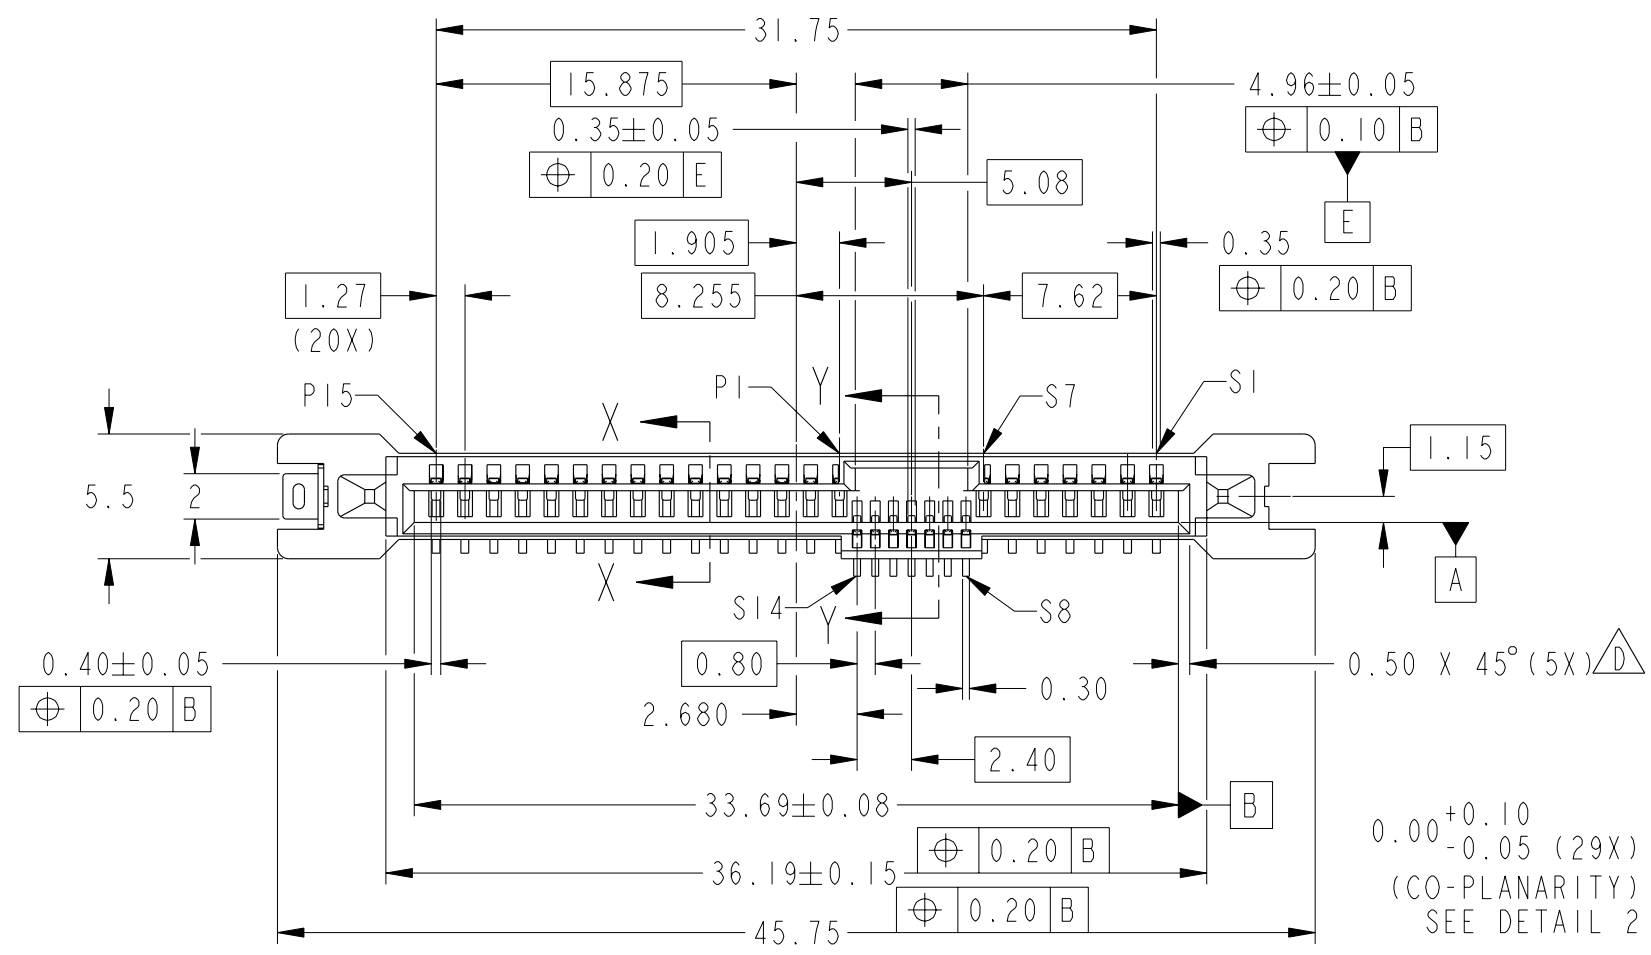 31.75
15.875
4.96±0.05
0.35±0.05
0.10 B
0.20 E
5.08
E
1.905
0.35
1.27
8.255
7.62
0.20 B
(20X)
P15
P1
Y
S7
S1
X
1.15
5.5
2
A
X
S14
Y
S8
0.40±0.05
0.80
0.50 X 45°(5X)
D
0.20 B
2.680
0.30
2.40
33.69±0.08
B
0.20 B
0.00 +0.10
-0.05 (29X)
36.19±0.15
(CO-PLANARITY)
0.20 B
SEE DETAIL 2
45.75